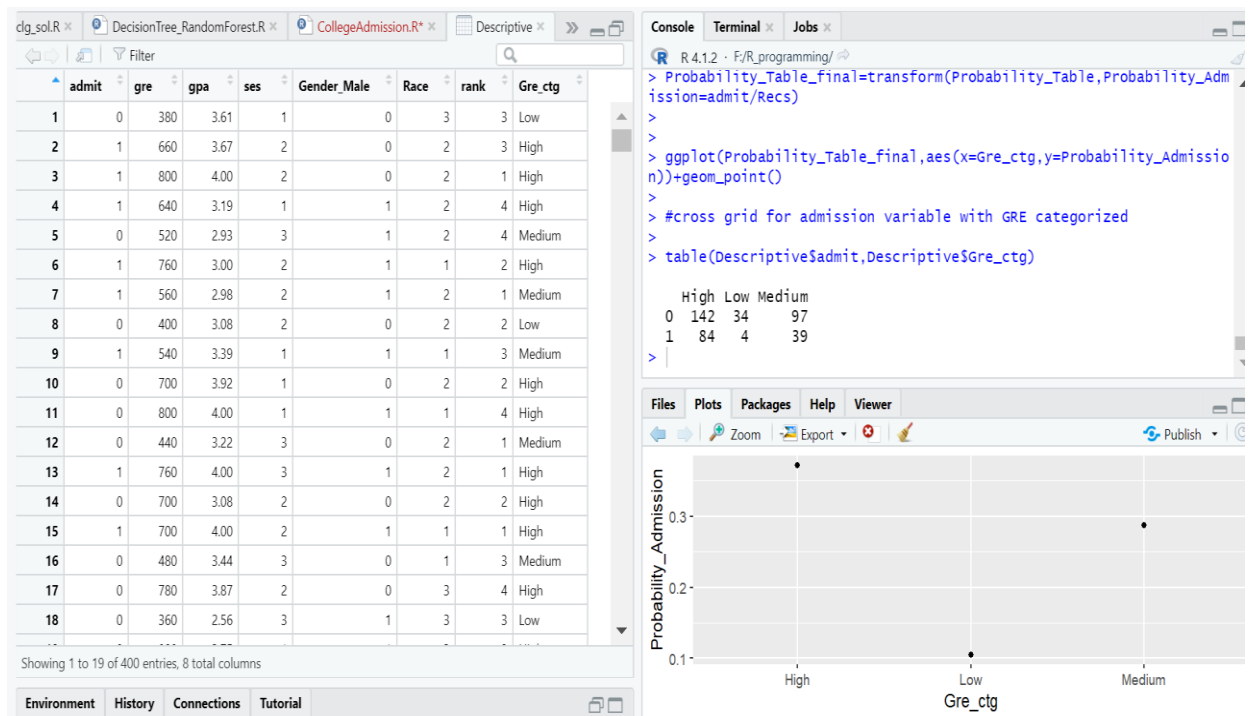 clg_sol.R × DecisionTree_RandomForest.R × CollegeAdmission.R* × Descriptive ×
Filter
admit gre gpa ses Gender_Male Race rank Gre_ctg
1 0 380 3.61 1 0 3 3 Low
2 1 660 3.67 2 0 2 3 High
3 1 800 4.00 2 0 2 1 High
4 1 640 3.19 1 1 2 4 High
5 0 520 2.93 3 1 2 4 Medium
6 1 760 3.00 2 1 1 2 High
7 1 560 2.98 2 1 2 1 Medium
8 0 400 3.08 2 0 2 2 Low
9 1 540 3.39 1 1 1 3 Medium
10 0 700 3.92 1 0 2 2 High
11 0 800 4.00 1 1 1 4 High
12 0 440 3.22 3 0 2 1 Medium
13 1 760 4.00 3 1 2 1 High
14 0 700 3.08 2 0 2 2 High
15 1 700 4.00 2 1 1 1 High
16 0 480 3.44 3 0 1 3 Medium
17 0 780 3.87 2 0 3 4 High
18 0 360 2.56 3 1 3 3 Low
Showing 1 to 19 of 400 entries, 8 total columns
Environment History Connections Tutorial
Console Terminal × Jobs ×
R 4.1.2 · F:/R_programming/
> Probability_Table_final=transform(Probability_Table,Probability_Adm
ission=admit/Recs)
>
>
> ggplot(Probability_Table_final,aes(x=Gre_ctg,y=Probability_Admissio
n))+geom_point()
>
> #cross grid for admission variable with GRE categorized
>
> table(Descriptive$admit,Descriptive$Gre_ctg)
High Low Medium
0 142 34 97
1 84 4 39
>
Files Plots Packages Help Viewer
Zoom Export Publish
Probability_Admission
0.3
0.2
0.1
High Low Medium
Gre_ctg